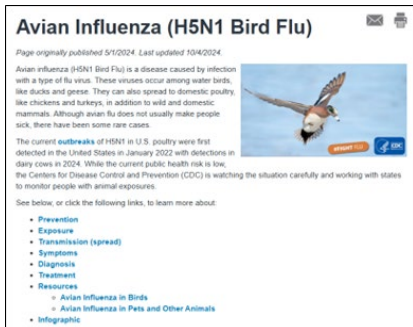 Avian Influenza (H5N1 Bird Flu)
Page originally published 5/1/2024. Last updated 10/4/2024.
Avian influenza (H5N1 Bird Flu) is a disease caused by infection
with a type of flu virus. These viruses occur among water birds,
like ducks and geese. They can also spread to domestic poultry,
like chickens and turkeys, in addition to wild and domestic
mammals. Although avian flu does not usually make people
sick, there have been some rare cases.
The current outbreaks of H5N1 in U.S. poultry were first
detected in the United States in January 2022 with detections in
dairy cows in 2024. While the current public health risk is low,
the Centers for Disease Control and Prevention (CDC) is watching the situation carefully and working with states
to monitor people with animal exposures.
See below, or click the following links, to learn more about:
Prevention
Exposure
Transmission (spread)
Symptoms
Diagnosis
Treatment
Resources
Avian Influenza in Birds
Avian Influenza in Pets and Other Animals
Infographic
FLU
CDC